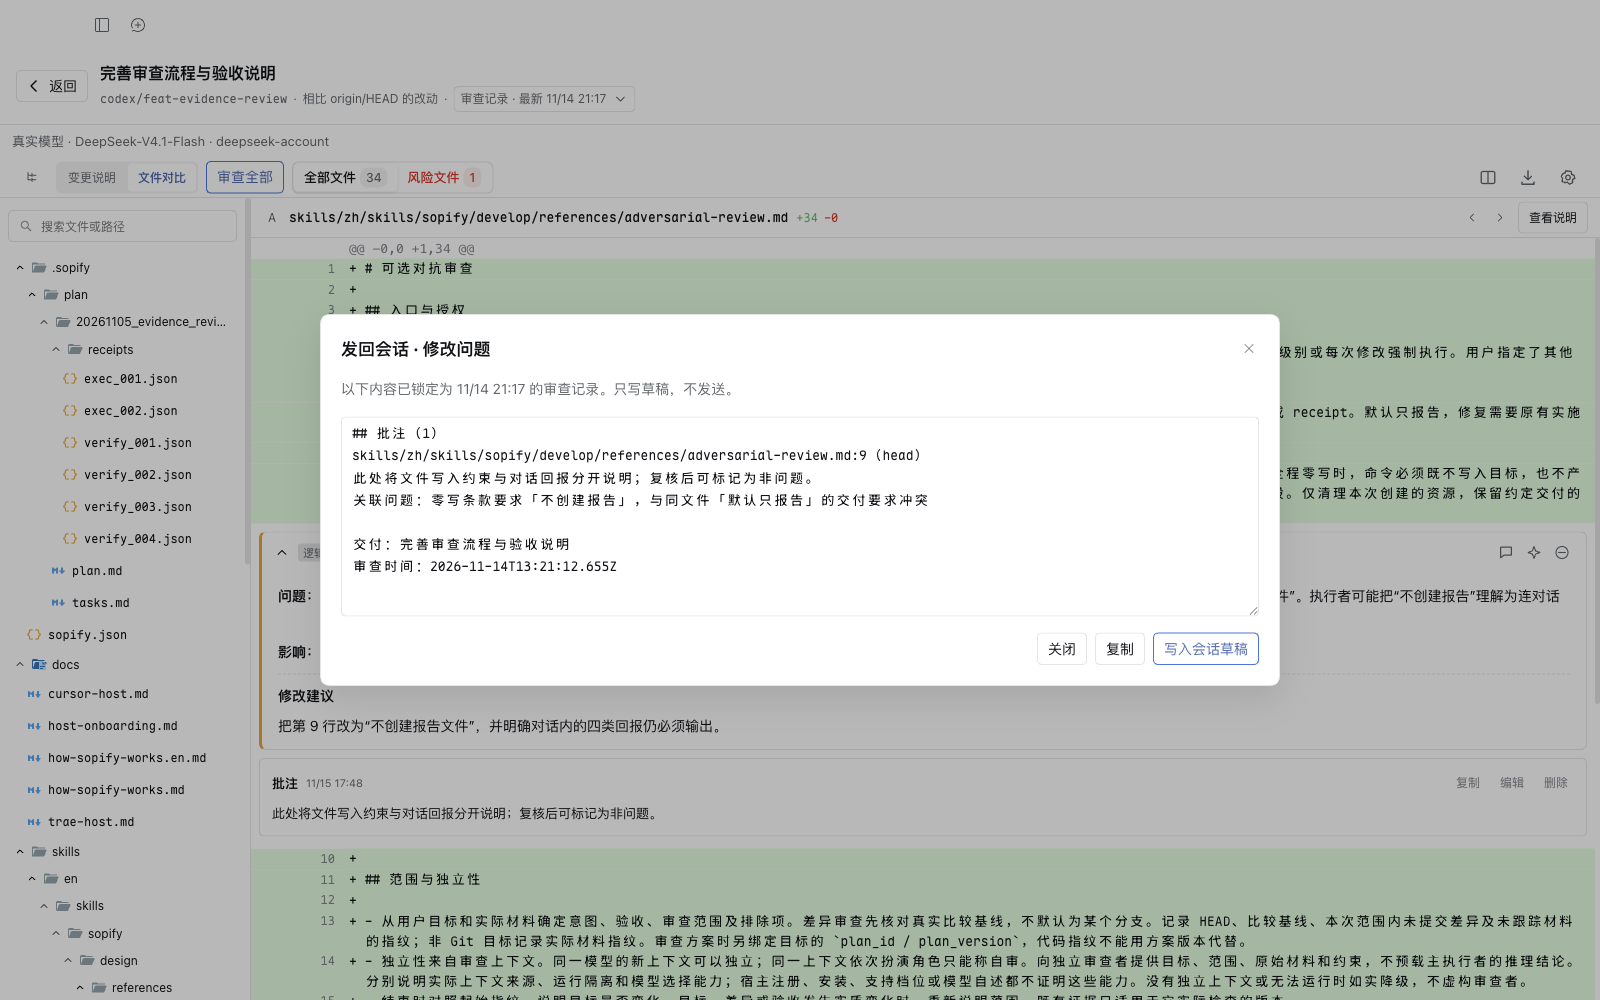 返回
完善审查流程与验收说明
codex/feat-evidence-review · 相比 origin/HEAD 的改动 ·
审查记录 · 最新 11/14 21:17
真实模型 · DeepSeek-V4.1-Flash · deepseek-account
变更说明
文件对比
审查全部
全部文件 34
风险文件 1
搜索文件或路径
.sopify
plan
20261105_evidence_revi...
receipts
exec_001.json
exec_002.json
verify_001.json
verify_002.json
verify_003.json
verify_004.json
plan.md
tasks.md
sopify.json
docs
cursor-host.md
host-onboarding.md
how-sopify-works.en.md
how-sopify-works.md
trae-host.md
skills
en
skills
sopify
design
references
A skills/zh/skills/sopify/develop/references/adversarial-review.md +34 -0
查看说明
@@ -0,0 +1,34 @@
1 + # 可选对抗审查
2 +
3 + ## 入口与授权
级别或每次修改强制执行。用户指定了其他
receipt。默认只报告，修复需要原有实施
全程零写时，命令必须既不写入目标，也不产
。仅清理本次创建的资源，保留约定交付的
发回会话 · 修改问题
以下内容已锁定为 11/14 21:17 的审查记录。只写草稿，不发送。
## 批注 (1)
skills/zh/skills/sopify/develop/references/adversarial-review.md:9 (head)
此处将文件写入约束与对话回报分开说明；复核后可标记为非问题。
关联问题：零写条款要求「不创建报告」，与同文件「默认只报告」的交付要求冲突
交付：完善审查流程与验收说明
审查时间：2026-11-14T13:21:12.655Z
关闭
复制
写入会话草稿
逻辑
问题：
件”。执行者可能把“不创建报告”理解为连对话
影响：
修改建议
把第 9 行改为“不创建报告文件”，并明确对话内的四类回报仍必须输出。
批注 11/15 17:48
复制
编辑
删除
此处将文件写入约束与对话回报分开说明；复核后可标记为非问题。
10 +
11 + ## 范围与独立性
12 +
13 + - 从用户目标和实际材料确定意图、验收、审查范围及排除项。差异审查先核对真实比较基线，不默认为某个分支。记录 HEAD、比较基线、本次范围内未提交差异及未跟踪材料
的指纹；非 Git 目标记录实际材料指纹。审查方案时另绑定目标的 `plan_id / plan_version`，代码指纹不能用方案版本代替。
14 + - 独立性来自审查上下文。同一模型的新上下文可以独立；同一上下文依次扮演角色只能称自审。向独立审查者提供目标、范围、原始材料和约束，不预载主执行者的推理结论。
分别说明实际上下文来源、运行隔离和模型选择能力；宿主注册、安装、支持档位或模型自述都不证明这些能力。没有独立上下文或无法运行时如实降级，不虚构审查者。